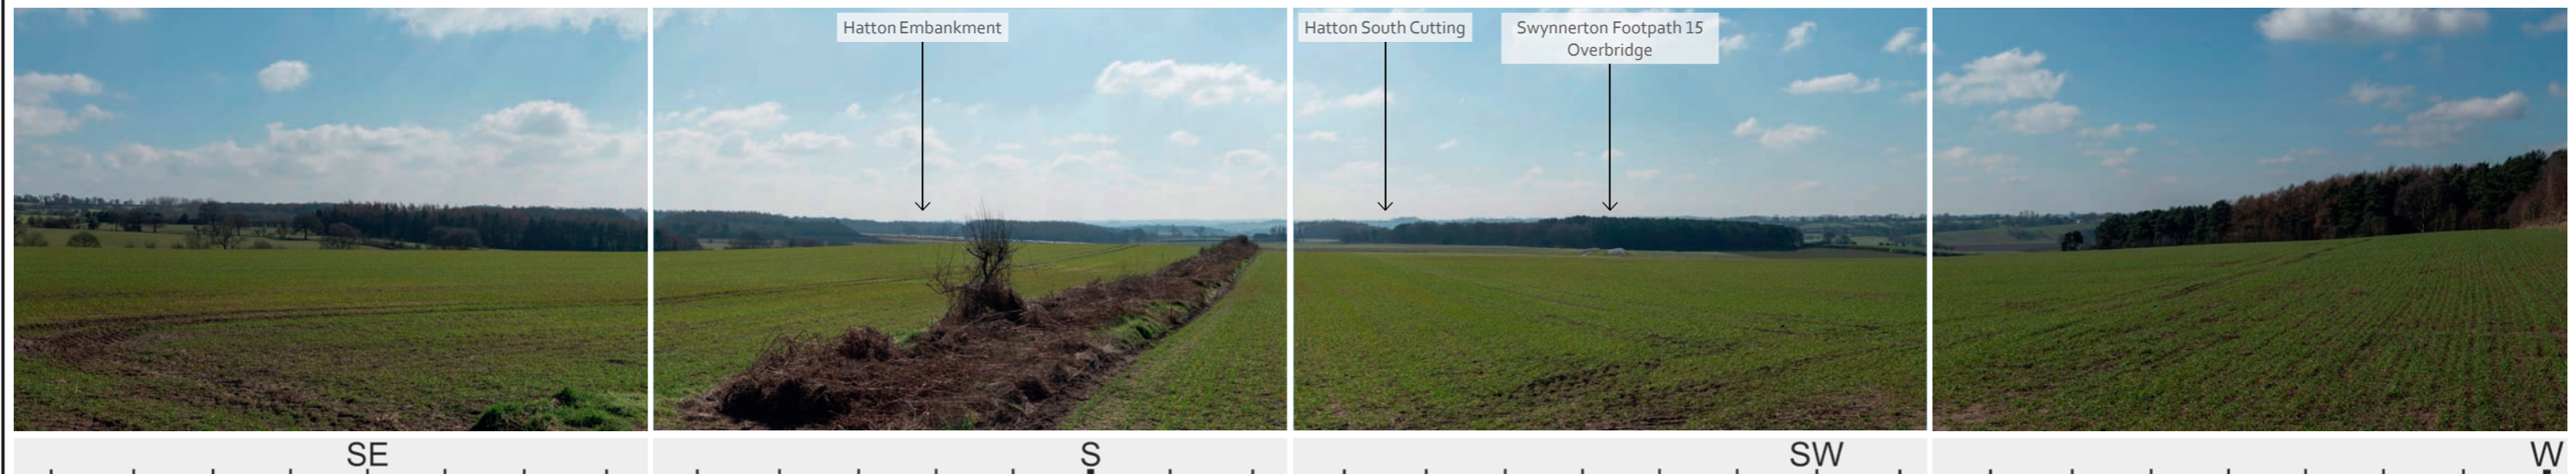 Hatton Embankment
Hatton South Cutting
Swynnerton Footpath 15
Overbridge
SE
S
SW
W